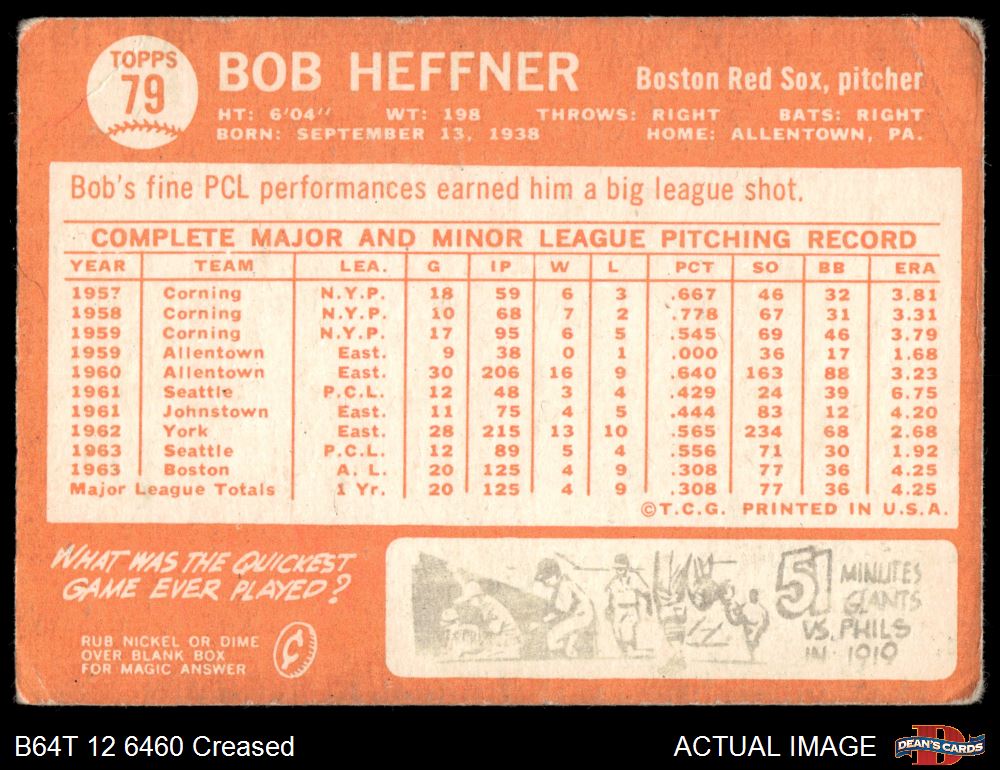 TOPPS
79
BOB HEFFNER
Boston Red Sox, pitcher
HT: 6'04" WT: 198 THROWS: RIGHT BATS: RIGHT
BORN: SEPTEMBER 13, 1938 HOME: ALLENTOWN, PA.
Bob's fine PCL performances earned him a big league shot.
COMPLETE MAJOR AND MINOR LEAGUE PITCHING RECORD
YEAR TEAM LEA. G IP W L PCT SO BB ERA
1957 Corning N.Y.P. 18 59 6 3 .667 46 32 3.81
1958 Corning N.Y.P. 10 68 7 2 .778 67 31 3.31
1959 Corning N.Y.P. 17 95 6 5 .545 69 46 3.79
1959 Allentown East. 9 38 0 1 .000 36 17 1.68
1960 Allentown East. 30 206 16 9 .640 163 88 3.23
1961 Seattle P.C.L. 12 48 3 4 .429 24 39 6.75
1961 Johnstown East. 11 75 4 5 .444 83 12 4.20
1962 York East. 28 215 13 10 .565 234 68 2.68
1963 Seattle P.C.L. 12 89 5 4 .556 71 30 1.92
1963 Boston A. L. 20 125 4 9 .308 77 36 4.25
Major League Totals 1 Yr. 20 125 4 9 .308 77 36 4.25
©T.C.G. PRINTED IN U.S.A.
WHAT WAS THE QUICKEST
GAME EVER PLAYED?
RUB NICKEL OR DIME
OVER BLANK BOX
FOR MAGIC ANSWER
51 MINUTES
GIANTS
VS. PHILS
IN 1919
B64T 12 6460 Creased
ACTUAL IMAGE
DEAN'S CARDS